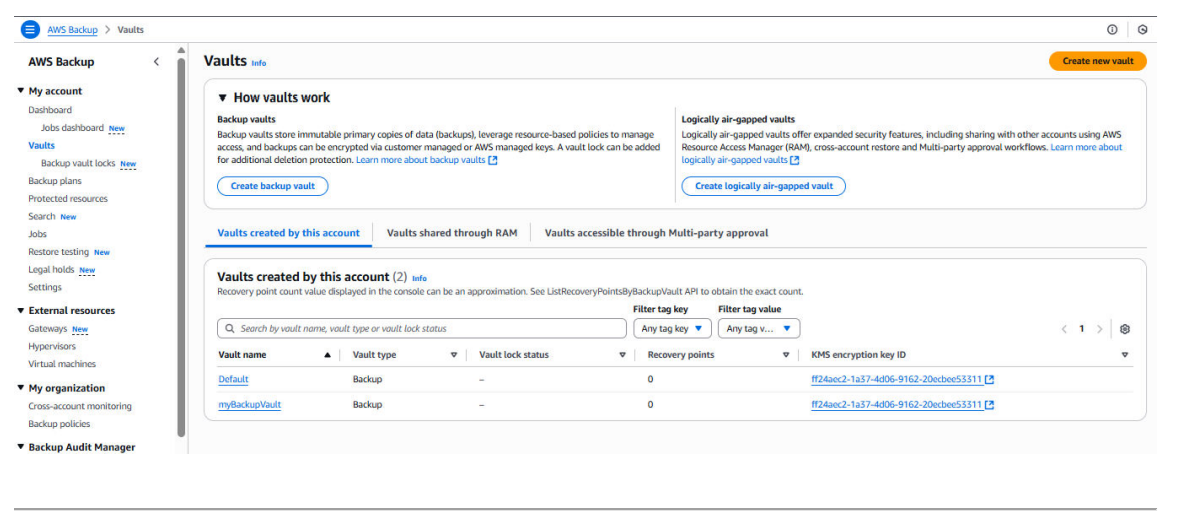 AWS Backup > Vaults
AWS Backup
My account
Dashboard
Jobs dashboard New
Vaults
Backup vault locks New
Backup plans
Protected resources
Search New
Jobs
Restore testing New
Legal holds New
Settings
External resources
Gateways New
Hypervisors
Virtual machines
My organization
Cross-account monitoring
Backup policies
Backup Audit Manager
Vaults Info
Create new vault
How vaults work
Backup vaults
Backup vaults store immutable primary copies of data (backups), leverage resource-based policies to manage
access, and backups can be encrypted via customer managed or AWS managed keys. A vault lock can be added
for additional deletion protection. Learn more about backup vaults
Create backup vault
Logically air-gapped vaults
Logically air-gapped vaults offer expanded security features, including sharing with other accounts using AWS
Resource Access Manager (RAM), cross-account restore and Multi-party approval workflows. Learn more about
logically air-gapped vaults
Create logically air-gapped vault
Vaults created by this account
Vaults shared through RAM
Vaults accessible through Multi-party approval
Vaults created by this account (2) Info
Recovery point count value displayed in the console can be an approximation. See ListRecoveryPointsByBackupVault API to obtain the exact count.
Filter tag key Filter tag value
Search by vault name, vault type or vault lock status
Any tag key
Any tag v...
1
Vault name Vault type Vault lock status Recovery points KMS encryption key ID
Default Backup – 0 ff24aec2-1a37-4d06-9162-20ecbee53311
myBackupVault Backup – 0 ff24aec2-1a37-4d06-9162-20ecbee53311